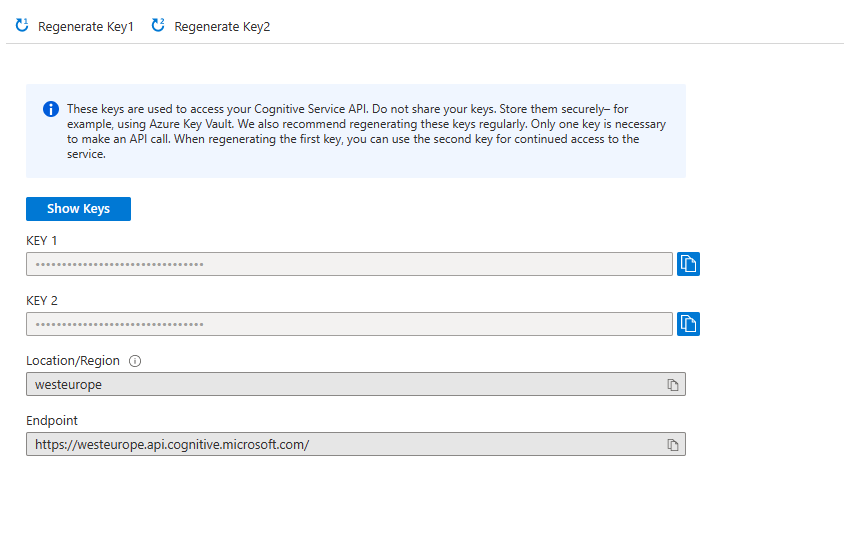 Regenerate Key1 Regenerate Key2
These keys are used to access your Cognitive Service API. Do not share your keys. Store them securely– for
example, using Azure Key Vault. We also recommend regenerating these keys regularly. Only one key is necessary
to make an API call. When regenerating the first key, you can use the second key for continued access to the
service.
Show Keys
KEY 1
••••••••••••••••••••••••••••••••
KEY 2
••••••••••••••••••••••••••••••••
Location/Region
westeurope
Endpoint
https://westeurope.api.cognitive.microsoft.com/